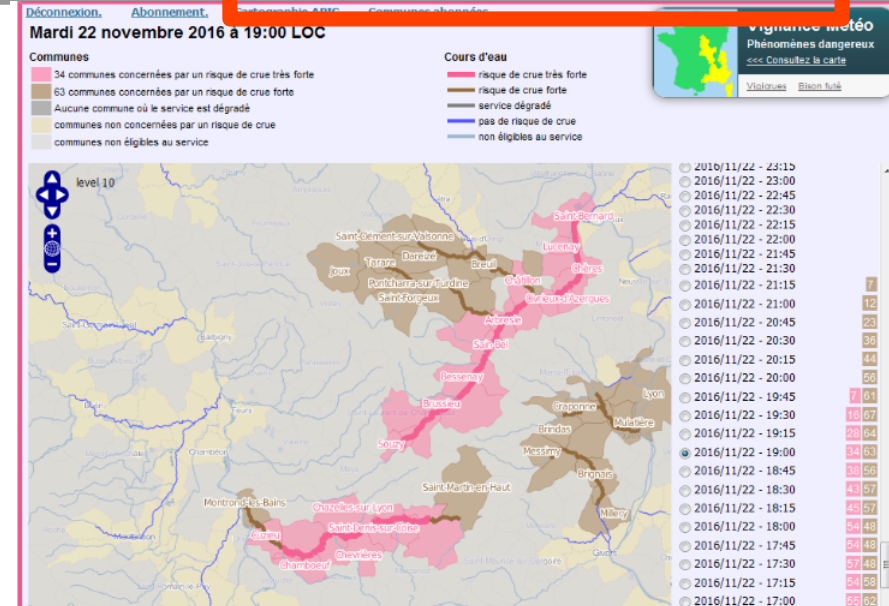 Déconnexion. Abonnement. Cartographie APIC Communes abonnées
Mardi 22 novembre 2016 à 19:00 LOC
Vigilance Météo
Phénomènes dangereux
<<< Consultez la carte
Vigicrues Bison futé
Communes
34 communes concernées par un risque de crue très forte
63 communes concernées par un risque de crue forte
Aucune commune où le service est dégradé
communes non concernées par un risque de crue
communes non éligibles au service
Cours d'eau
risque de crue très forte
risque de crue forte
service dégradé
pas de risque de crue
non éligibles au service
level 10
Saint-Bernard
Saint-Clément-sur-Valsonne
Lucenay
Dareizé
Tarare
Breuil
Joux
Chères
Châtillon
Pontcharra-sur-Turdine
Civrieux-d'Azergues
Saint-Forgeux
Arbresle
Sain-Bel
Bessenay
Brussieu
Lyon
Craponne
Mulatière
Brindas
Souzy
Messimy
Brignais
Saint-Martin-en-Haut
Montrond-les-Bains
Chazelles-sur-Lyon
Millery
Saint-Denis-sur-Coise
Cuzieu
Chevrières
Chambœuf
Feurs
Givors
2016/11/22 - 23:15
2016/11/22 - 23:00
2016/11/22 - 22:45
2016/11/22 - 22:30
2016/11/22 - 22:15
2016/11/22 - 22:00
2016/11/22 - 21:45
2016/11/22 - 21:30
2016/11/22 - 21:15 7
2016/11/22 - 21:00 12
2016/11/22 - 20:45 23
2016/11/22 - 20:30 36
2016/11/22 - 20:15 44
2016/11/22 - 20:00 56
2016/11/22 - 19:45 7 61
2016/11/22 - 19:30 16 67
2016/11/22 - 19:15 28 64
2016/11/22 - 19:00 34 63
2016/11/22 - 18:45 38 56
2016/11/22 - 18:30 43 57
2016/11/22 - 18:15 45 57
2016/11/22 - 18:00 54 48
2016/11/22 - 17:45 54 48
2016/11/22 - 17:30 57 48
2016/11/22 - 17:15 54 58
2016/11/22 - 17:00 55 62